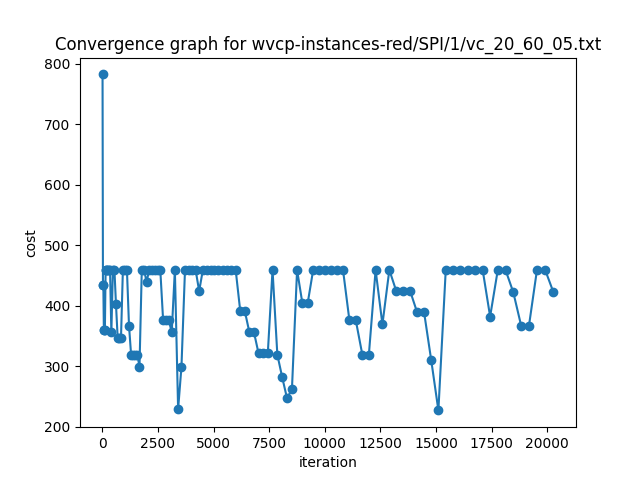 Convergence graph for wvcp-instances-red/SPI/1/vc_20_60_05.txt
800
700
600
500
400
300
200
cost
0 2500 5000 7500 10000 12500 15000 17500 20000
iteration